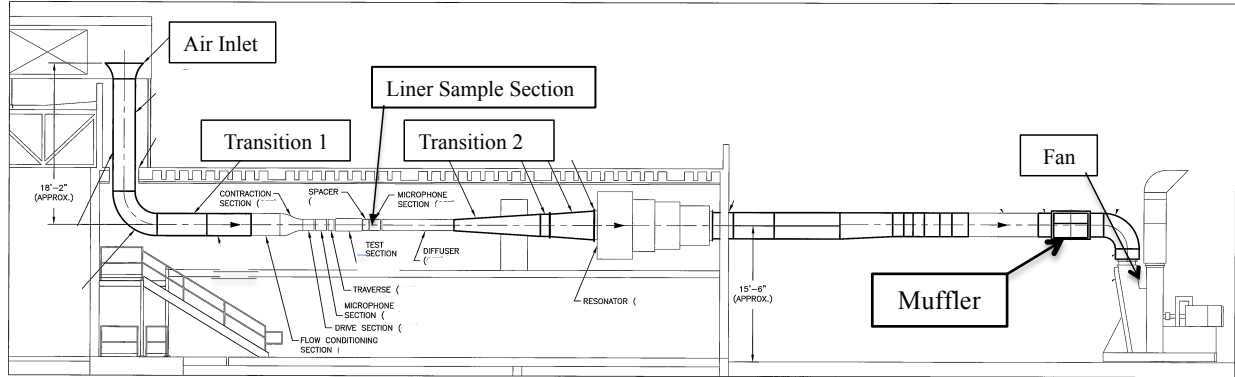 Air Inlet
Liner Sample Section
Transition 1
Transition 2
Fan
18'-2"
(APPROX.)
CONTRACTION
SECTION (
SPACER
(
MICROPHONE
SECTION (
TEST
SECTION
DIFFUSER
(
TRAVERSE (
MICROPHONE
SECTION (
DRIVE SECTION (
FLOW CONDITIONING
SECTION (
RESONATOR (
15'-6"
(APPROX.)
Muffler